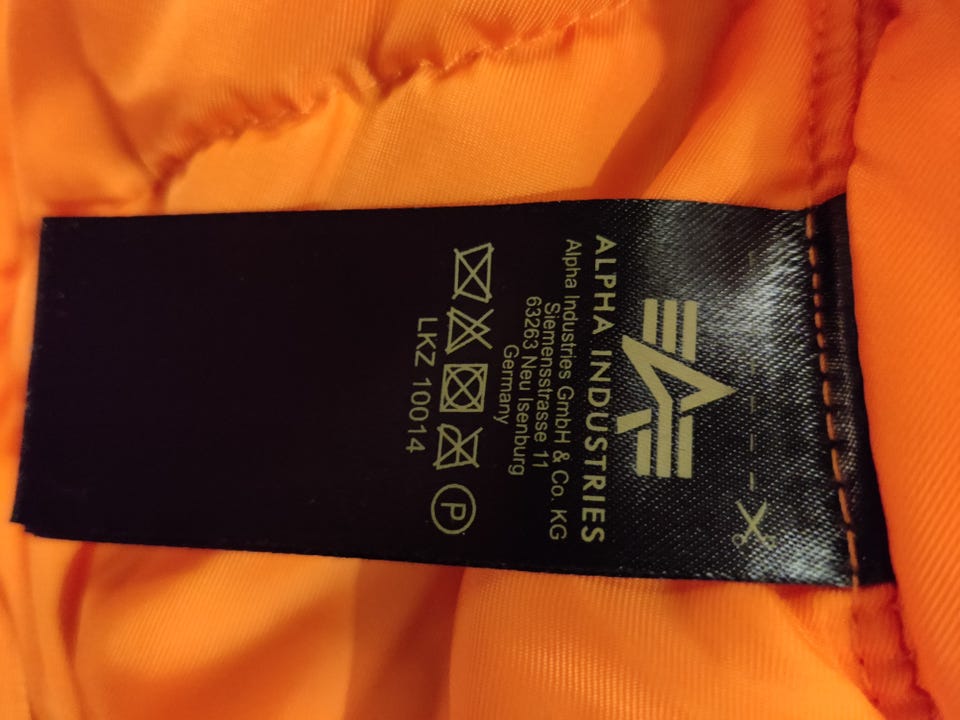 ALPHA INDUSTRIES
Alpha Industries GmbH & Co. KG
Siemensstrasse 11
63263 Neu Isenburg
Germany
P
LKZ 10014